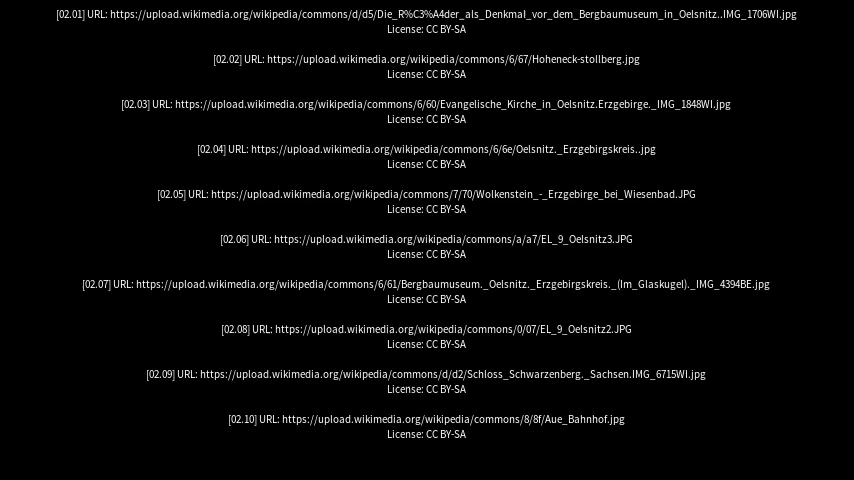 [02.01] URL: https://upload.wikimedia.org/wikipedia/commons/d/d5/Die_R%C3%A4der_als_Denkmal_vor_dem_Bergbaumuseum_in_Oelsnitz..IMG_1706WI.jpg
License: CC BY-SA
[02.02] URL: https://upload.wikimedia.org/wikipedia/commons/6/67/Hoheneck-stollberg.jpg
License: CC BY-SA
[02.03] URL: https://upload.wikimedia.org/wikipedia/commons/6/60/Evangelische_Kirche_in_Oelsnitz.Erzgebirge._IMG_1848WI.jpg
License: CC BY-SA
[02.04] URL: https://upload.wikimedia.org/wikipedia/commons/6/6e/Oelsnitz._Erzgebirgskreis..jpg
License: CC BY-SA
[02.05] URL: https://upload.wikimedia.org/wikipedia/commons/7/70/Wolkenstein_-_Erzgebirge_bei_Wiesenbad.JPG
License: CC BY-SA
[02.06] URL: https://upload.wikimedia.org/wikipedia/commons/a/a7/EL_9_Oelsnitz3.JPG
License: CC BY-SA
[02.07] URL: https://upload.wikimedia.org/wikipedia/commons/6/61/Bergbaumuseum._Oelsnitz._Erzgebirgskreis._(Im_Glaskugel)._IMG_4394BE.jpg
License: CC BY-SA
[02.08] URL: https://upload.wikimedia.org/wikipedia/commons/0/07/EL_9_Oelsnitz2.JPG
License: CC BY-SA
[02.09] URL: https://upload.wikimedia.org/wikipedia/commons/d/d2/Schloss_Schwarzenberg._Sachsen.IMG_6715WI.jpg
License: CC BY-SA
[02.10] URL: https://upload.wikimedia.org/wikipedia/commons/8/8f/Aue_Bahnhof.jpg
License: CC BY-SA